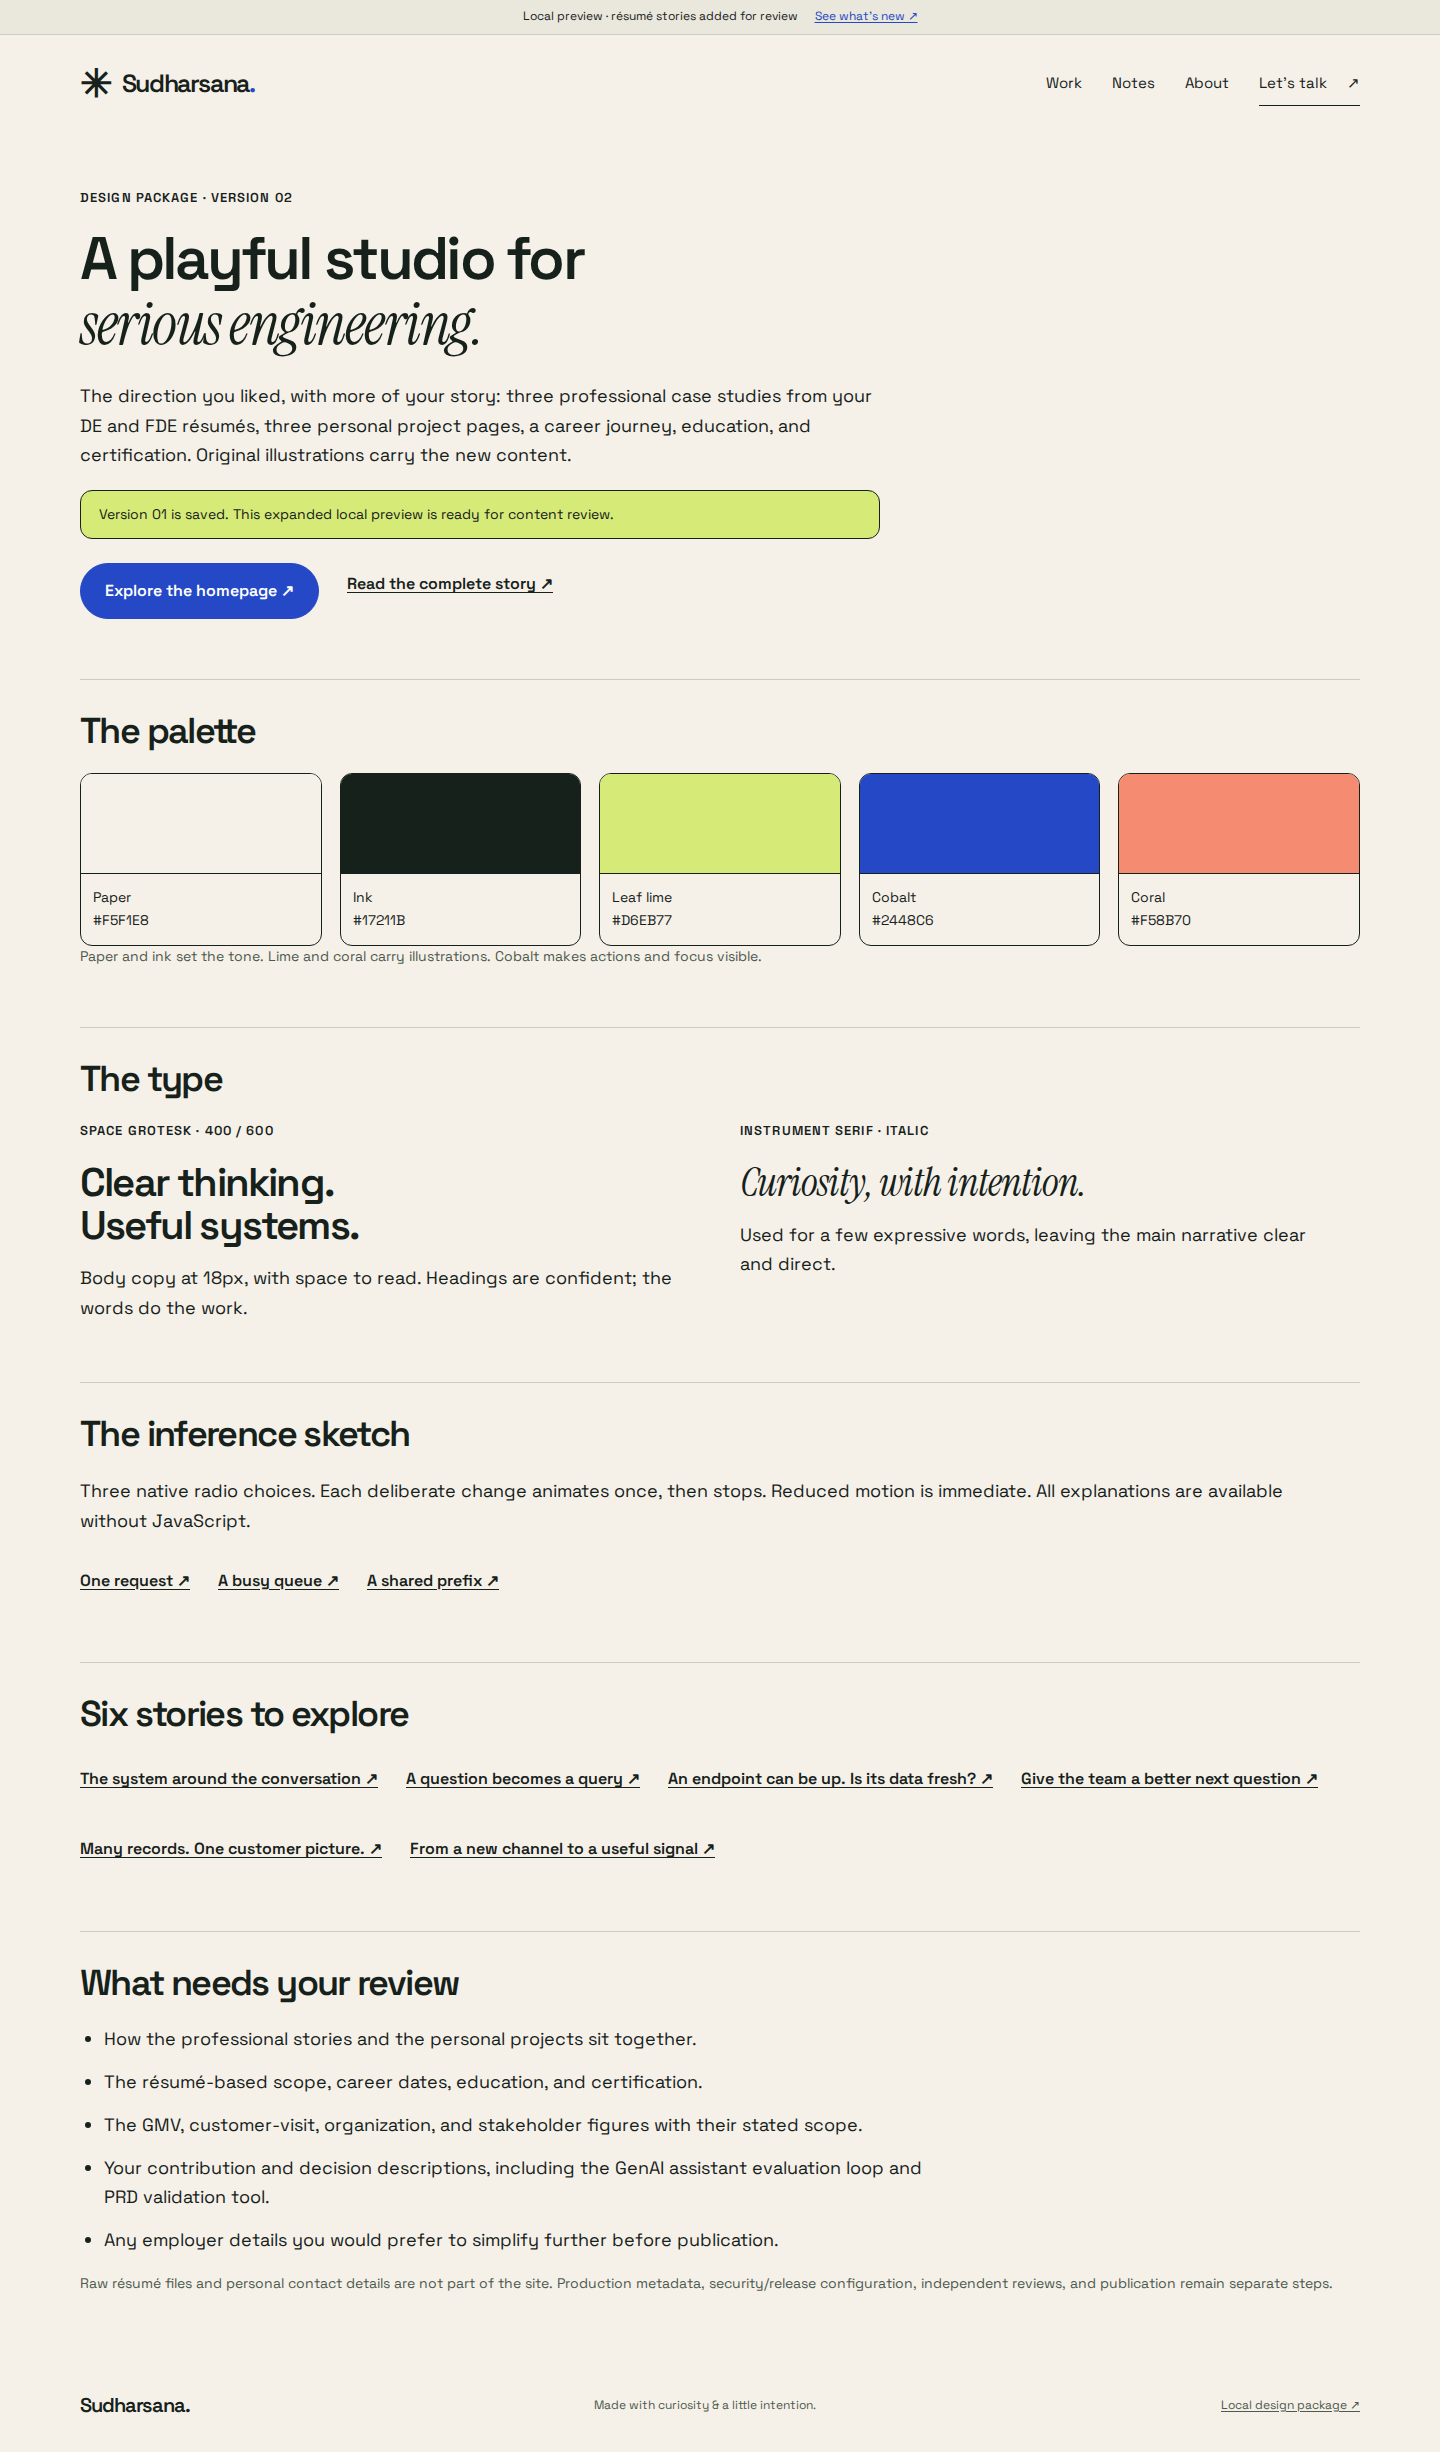 Local preview · résumé stories added for review See what's new ↗
Sudharsana.
Work Notes About Let's talk ↗
DESIGN PACKAGE · VERSION 02
A playful studio for
serious engineering.
The direction you liked, with more of your story: three professional case studies from your
DE and FDE résumés, three personal project pages, a career journey, education, and
certification. Original illustrations carry the new content.
Version 01 is saved. This expanded local preview is ready for content review.
Explore the homepage ↗ Read the complete story ↗
The palette
Paper
#F5F1E8
Ink
#17211B
Leaf lime
#D6EB77
Cobalt
#2448C6
Coral
#F58B70
Paper and ink set the tone. Lime and coral carry illustrations. Cobalt makes actions and focus visible.
The type
SPACE GROTESK · 400 / 600
Clear thinking.
Useful systems.
Body copy at 18px, with space to read. Headings are confident; the
words do the work.
INSTRUMENT SERIF · ITALIC
Curiosity, with intention.
Used for a few expressive words, leaving the main narrative clear
and direct.
The inference sketch
Three native radio choices. Each deliberate change animates once, then stops. Reduced motion is immediate. All explanations are available
without JavaScript.
One request ↗ A busy queue ↗ A shared prefix ↗
Six stories to explore
The system around the conversation ↗ A question becomes a query ↗ An endpoint can be up. Is its data fresh? ↗ Give the team a better next question ↗
Many records. One customer picture. ↗ From a new channel to a useful signal ↗
What needs your review
• How the professional stories and the personal projects sit together.
• The résumé-based scope, career dates, education, and certification.
• The GMV, customer-visit, organization, and stakeholder figures with their stated scope.
• Your contribution and decision descriptions, including the GenAI assistant evaluation loop and
PRD validation tool.
• Any employer details you would prefer to simplify further before publication.
Raw résumé files and personal contact details are not part of the site. Production metadata, security/release configuration, independent reviews, and publication remain separate steps.
Sudharsana. Made with curiosity & a little intention. Local design package ↗